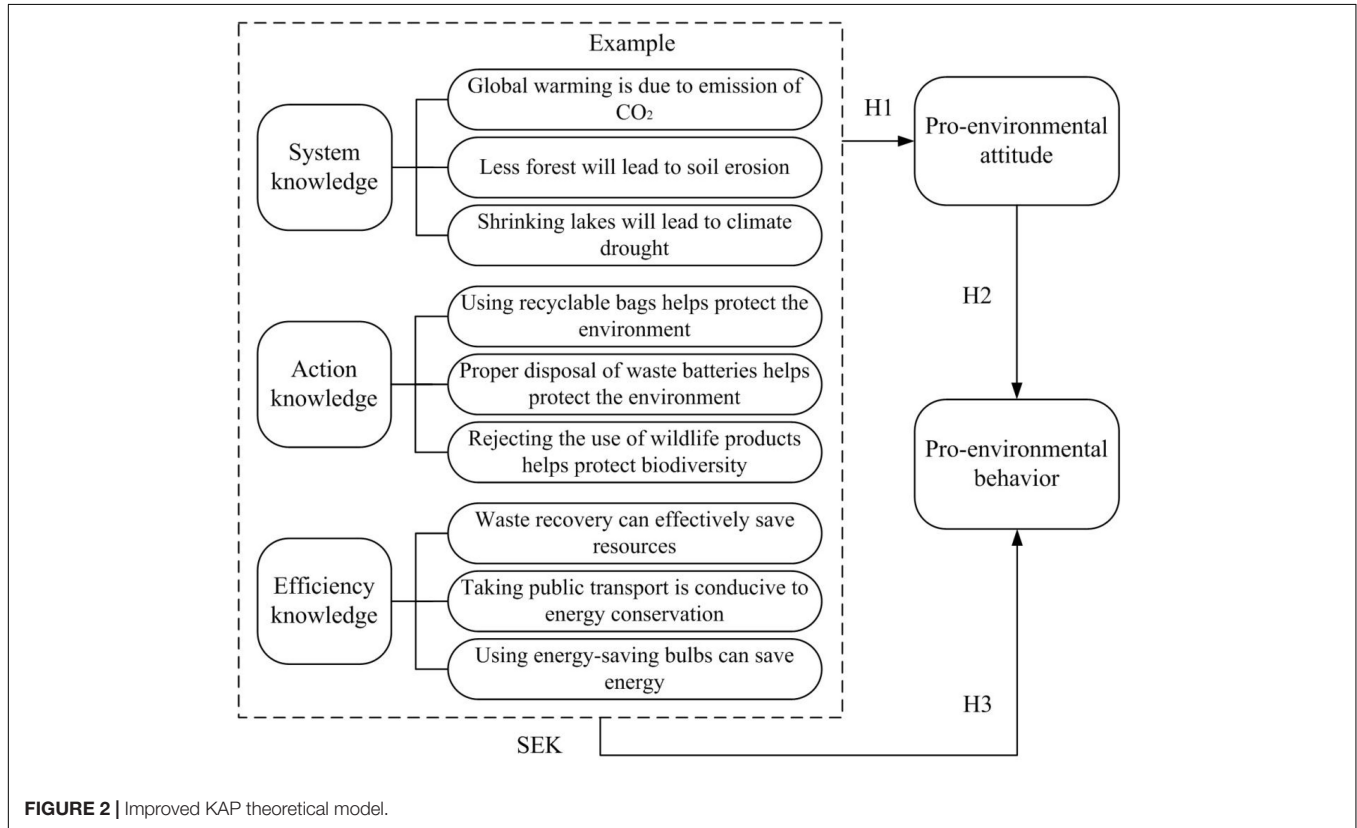 Example
System
knowledge
Global warming is due to emission of
CO₂
Less forest will lead to soil erosion
Shrinking lakes will lead to climate
drought
Action
knowledge
Using recyclable bags helps protect the
environment
Proper disposal of waste batteries helps
protect the environment
Rejecting the use of wildlife products
helps protect biodiversity
Efficiency
knowledge
Waste recovery can effectively save
resources
Taking public transport is conducive to
energy conservation
Using energy-saving bulbs can save
energy
SEK
H1
Pro-environmental
attitude
H2
Pro-environmental
behavior
H3
FIGURE 2 | Improved KAP theoretical model.